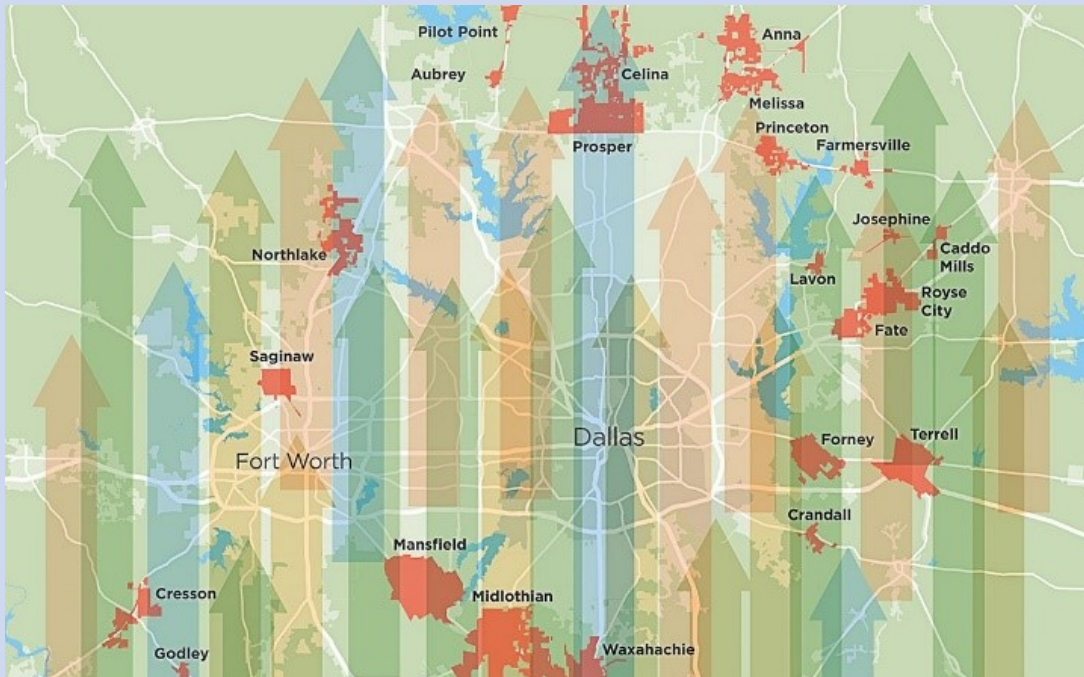 Pilot Point
Anna
Aubrey
Celina
Melissa
Princeton
Prosper
Farmersville
Josephine
Northlake
Caddo
Mills
Lavon
Royse
City
Fate
Saginaw
Dallas
Forney
Terrell
Fort Worth
Crandall
Mansfield
Cresson
Midlothian
Waxahachie
Godley